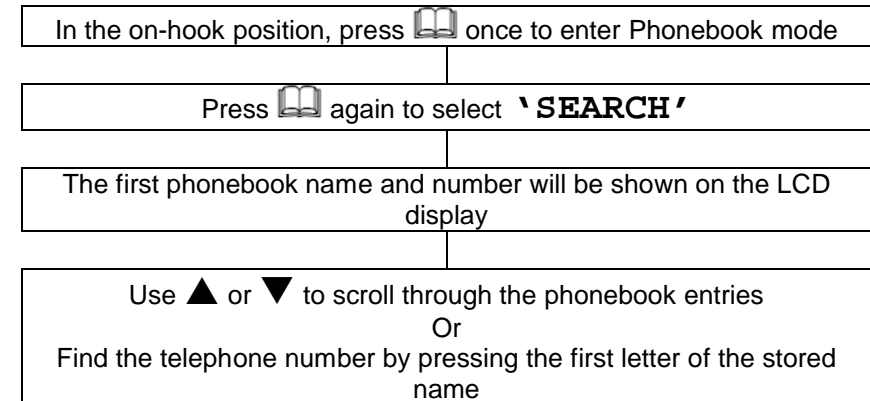 In the on-hook position, press once to enter Phonebook mode
Press again to select ‘SEARCH’
The first phonebook name and number will be shown on the LCD
display
Use ▲ or ▼ to scroll through the phonebook entries
Or
Find the telephone number by pressing the first letter of the stored
name